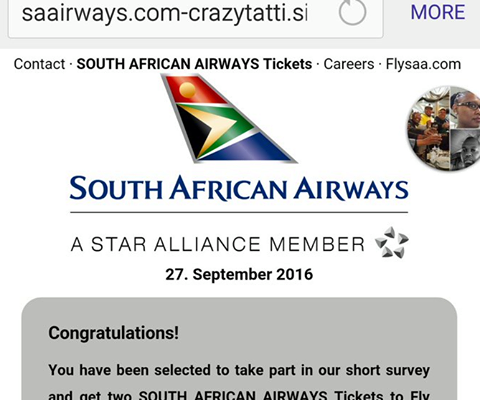 saairways.com-crazytatti.si
MORE
Contact · SOUTH AFRICAN AIRWAYS Tickets · Careers · Flysaa.com
SOUTH AFRICAN AIRWAYS
A STAR ALLIANCE MEMBER
27. September 2016
Congratulations!
You have been selected to take part in our short survey
and get two SOUTH AFRICAN AIRWAYS Tickets to Fly